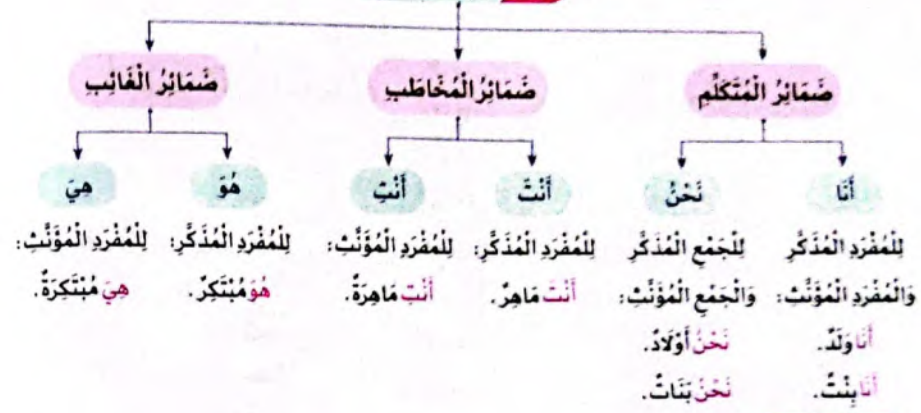 ضَمَائِرُ الْمُتَكَلِّمِ
ضَمَائِرُ الْمُخَاطَبِ
ضَمَائِرُ الْغَائِبِ
أَنَا
نَحْنُ
أَنْتَ
أَنْتِ
هُوَ
هِيَ
لِلْمُفْرَدِ الْمُذَكَّرِ
وَالْمُفْرَدِ الْمُؤَنَّثِ:
أَنَا وَلَدٌ.
أَنَا بِنْتٌ.
لِلْجَمْعِ الْمُذَكَّرِ
وَالْجَمْعِ الْمُؤَنَّثِ:
نَحْنُ أَوْلَادٌ.
نَحْنُ بَنَاتٌ.
لِلْمُفْرَدِ الْمُذَكَّرِ:
أَنْتَ مَاهِرٌ.
لِلْمُفْرَدِ الْمُؤَنَّثِ:
أَنْتِ مَاهِرَةٌ.
لِلْمُفْرَدِ الْمُذَكَّرِ:
هُوَ مُبْتَكِرٌ.
لِلْمُفْرَدِ الْمُؤَنَّثِ:
هِيَ مُبْتَكِرَةٌ.